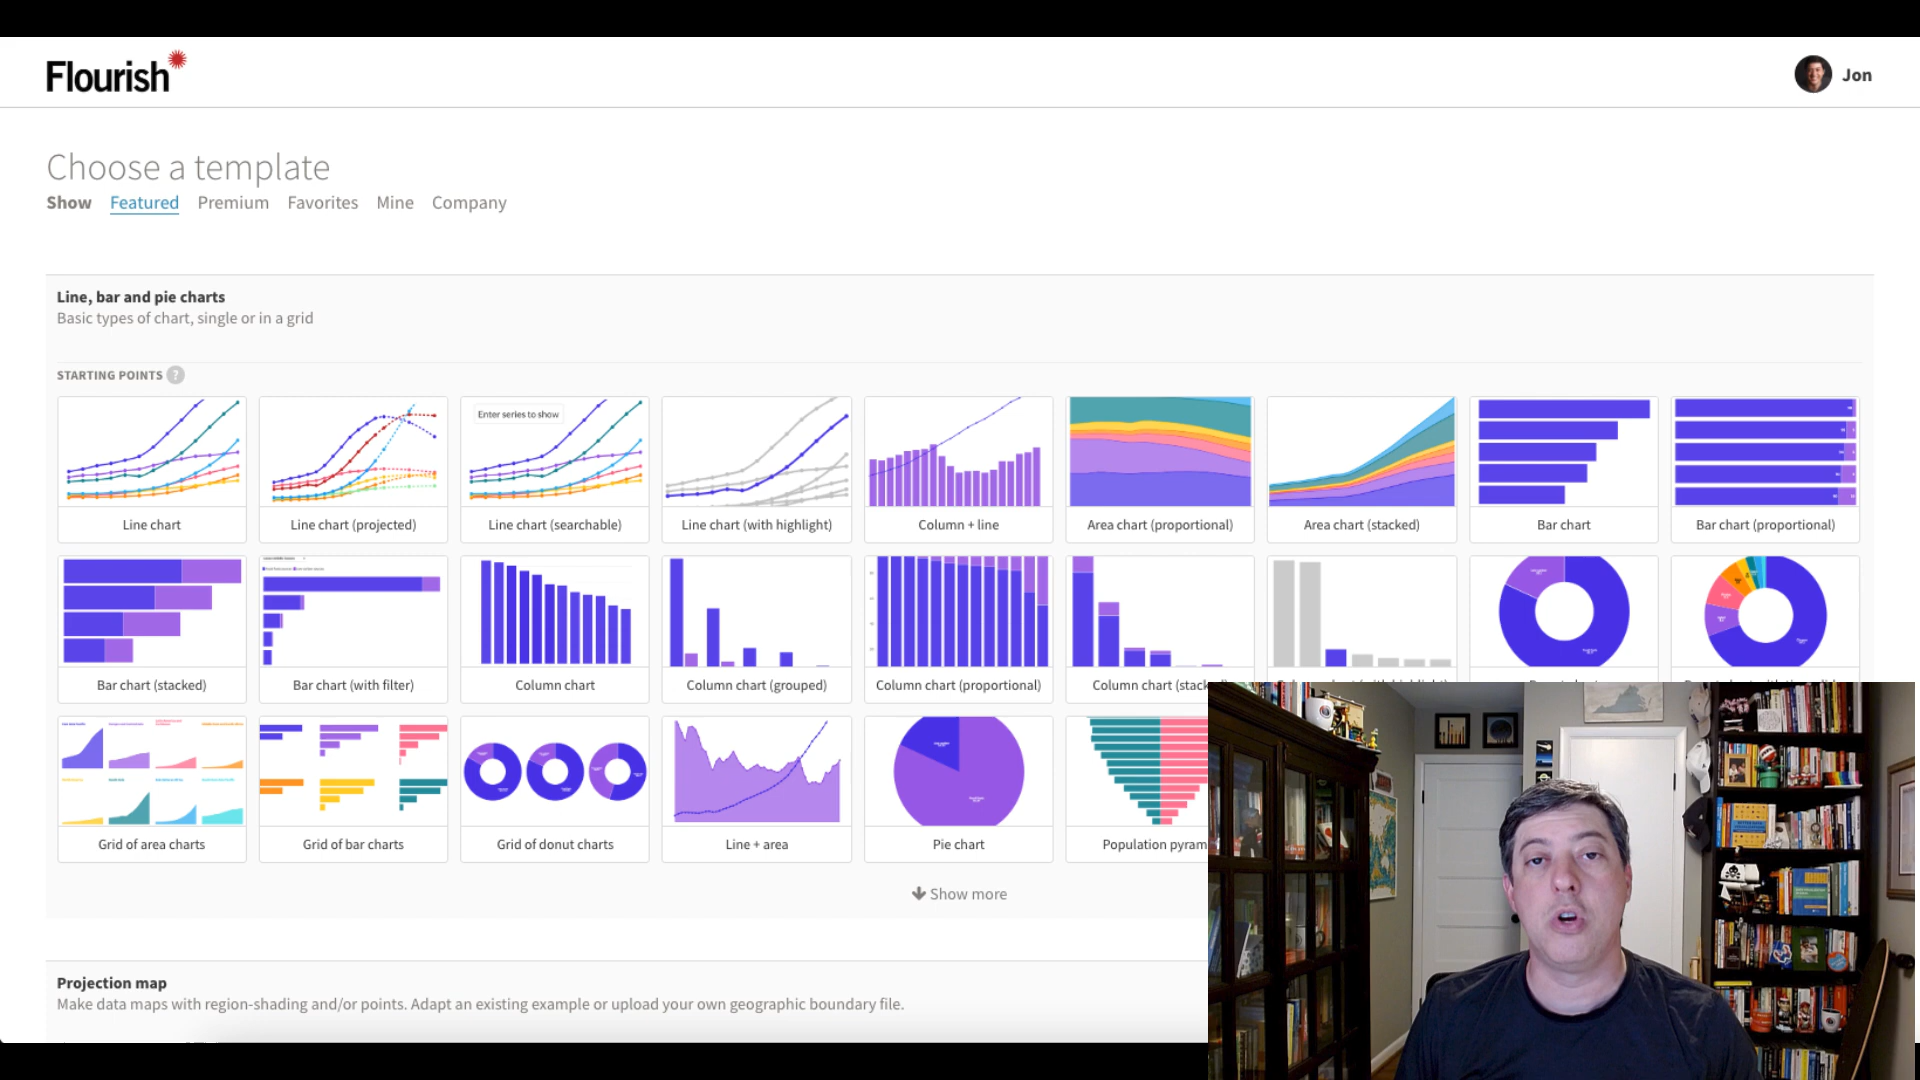 Flourish
Jon
Choose a template
Show Featured Premium Favorites Mine Company
Line, bar and pie charts
Basic types of chart, single or in a grid
STARTING POINTS ?
Enter series to show
Line chart
Line chart (projected)
Line chart (searchable)
Line chart (with highlight)
Column + line
Area chart (proportional)
Area chart (stacked)
Bar chart
Bar chart (proportional)
Bar chart (stacked)
Bar chart (with filter)
Column chart
Column chart (grouped)
Column chart (proportional)
Column chart (stack
Grid of area charts
Grid of bar charts
Grid of donut charts
Line + area
Pie chart
Population pyram
Show more
Projection map
Make data maps with region-shading and/or points. Adapt an existing example or upload your own geographic boundary file.